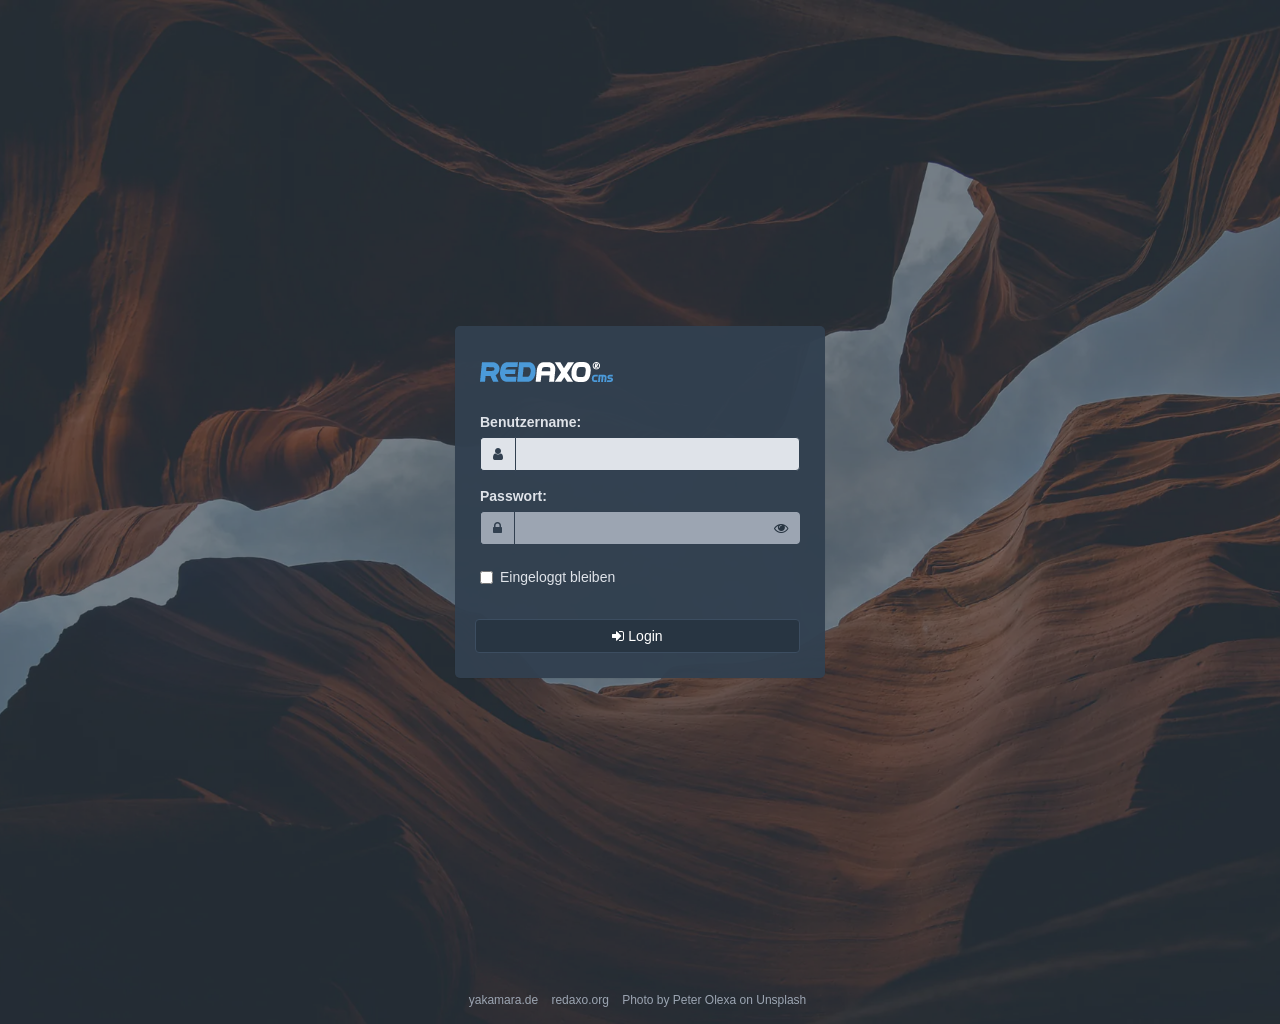 REDAXO® cms
Benutzername:
Passwort:
Eingeloggt bleiben
Login
yakamara.de redaxo.org Photo by Peter Olexa on Unsplash